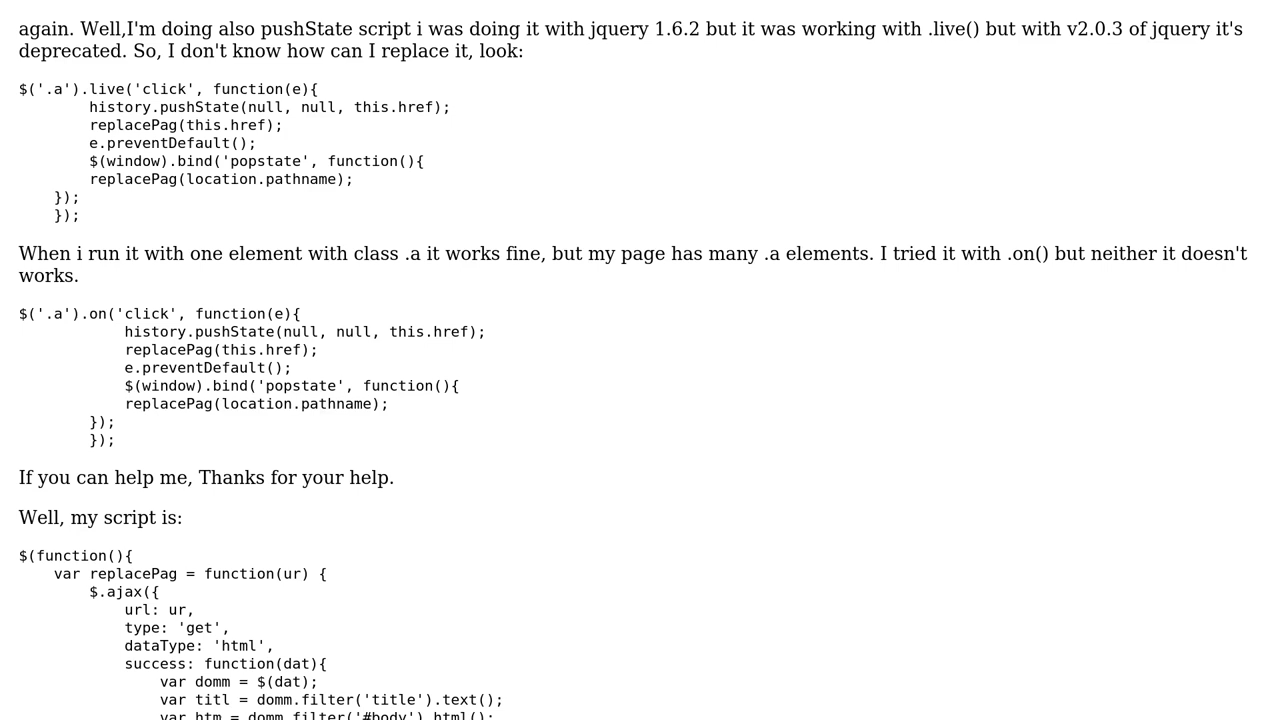 again. Well,I'm doing also pushState script i was doing it with jquery 1.6.2 but it was working with .live() but with v2.0.3 of jquery it's
deprecated. So, I don't know how can I replace it, look:
$('.a').live('click', function(e){
        history.pushState(null, null, this.href);
        replacePag(this.href);
        e.preventDefault();
        $(window).bind('popstate', function(){
        replacePag(location.pathname);
    });
    });
When i run it with one element with class .a it works fine, but my page has many .a elements. I tried it with .on() but neither it doesn't
works.
$('.a').on('click', function(e){
            history.pushState(null, null, this.href);
            replacePag(this.href);
            e.preventDefault();
            $(window).bind('popstate', function(){
            replacePag(location.pathname);
        });
        });
If you can help me, Thanks for your help.
Well, my script is:
$(function(){
    var replacePag = function(ur) {
        $.ajax({
            url: ur,
            type: 'get',
            dataType: 'html',
            success: function(dat){
                var domm = $(dat);
                var titl = domm.filter('title').text();
                var htm = domm.filter('#body').html();